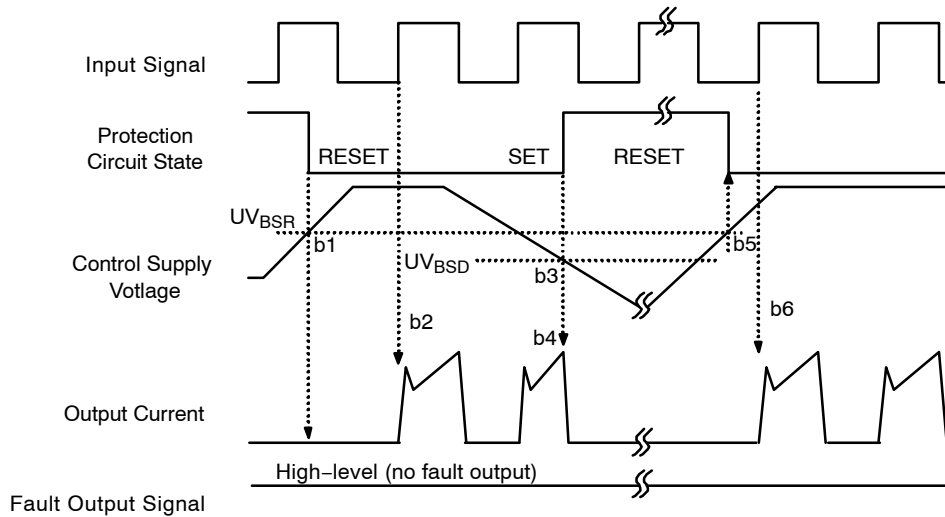 Input Signal
Protection
Circuit State
RESET
SET
RESET
UVBSR
b1
b5
Control Supply
Votlage
UVBSD
b3
b2
b6
b4
Output Current
High−level (no fault output)
Fault Output Signal